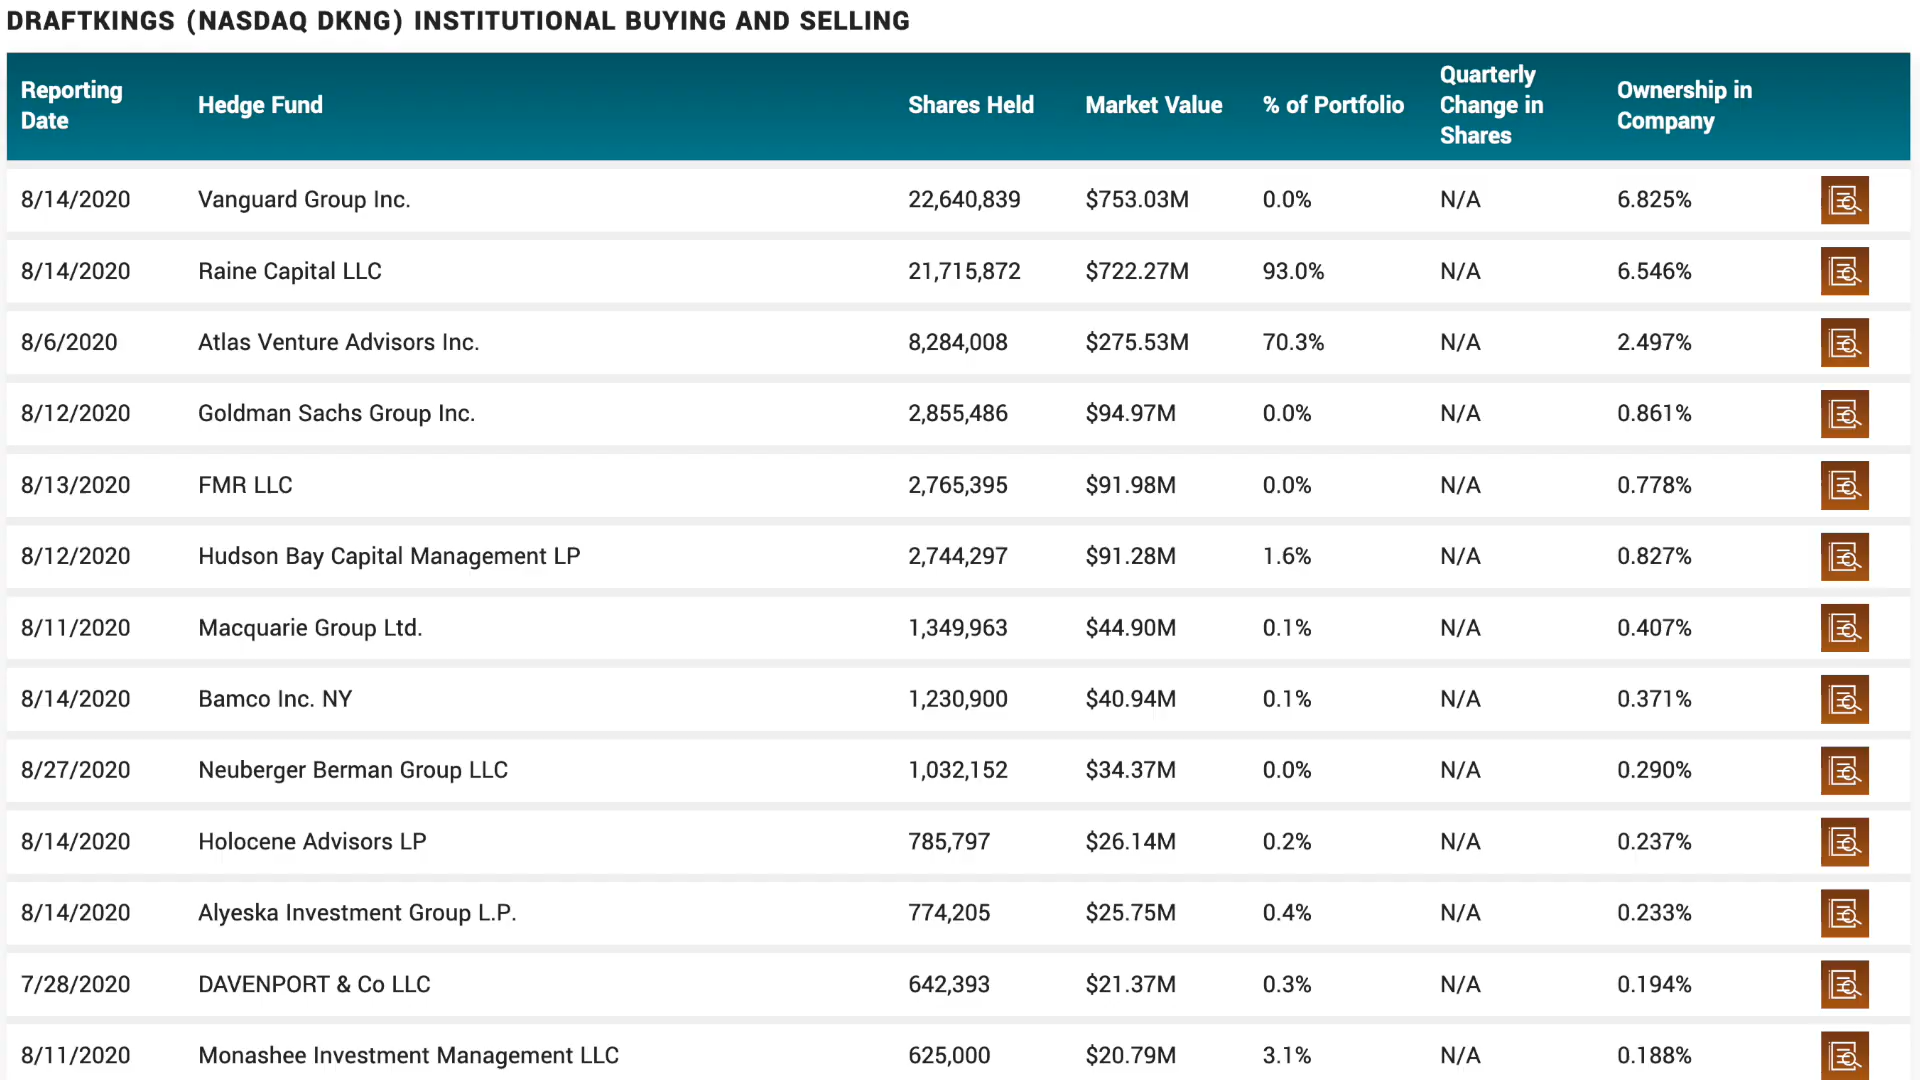 DRAFTKINGS (NASDAQ DKNG) INSTITUTIONAL BUYING AND SELLING
Reporting Date Hedge Fund Shares Held Market Value % of Portfolio Quarterly Change in Shares Ownership in Company
8/14/2020 Vanguard Group Inc. 22,640,839 $753.03M 0.0% N/A 6.825%
8/14/2020 Raine Capital LLC 21,715,872 $722.27M 93.0% N/A 6.546%
8/6/2020 Atlas Venture Advisors Inc. 8,284,008 $275.53M 70.3% N/A 2.497%
8/12/2020 Goldman Sachs Group Inc. 2,855,486 $94.97M 0.0% N/A 0.861%
8/13/2020 FMR LLC 2,765,395 $91.98M 0.0% N/A 0.778%
8/12/2020 Hudson Bay Capital Management LP 2,744,297 $91.28M 1.6% N/A 0.827%
8/11/2020 Macquarie Group Ltd. 1,349,963 $44.90M 0.1% N/A 0.407%
8/14/2020 Bamco Inc. NY 1,230,900 $40.94M 0.1% N/A 0.371%
8/27/2020 Neuberger Berman Group LLC 1,032,152 $34.37M 0.0% N/A 0.290%
8/14/2020 Holocene Advisors LP 785,797 $26.14M 0.2% N/A 0.237%
8/14/2020 Alyeska Investment Group L.P. 774,205 $25.75M 0.4% N/A 0.233%
7/28/2020 DAVENPORT & Co LLC 642,393 $21.37M 0.3% N/A 0.194%
8/11/2020 Monashee Investment Management LLC 625,000 $20.79M 3.1% N/A 0.188%